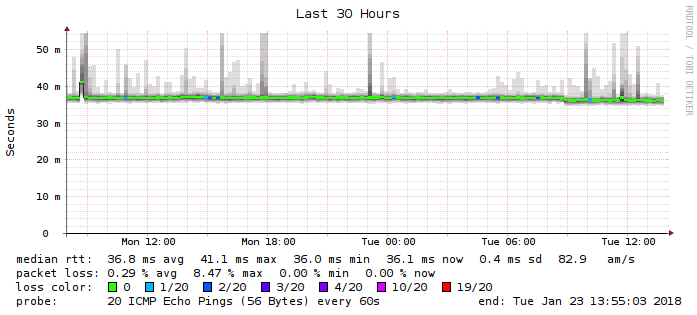 Last 30 Hours
RRDTOOL / TOBI OETIKER
Seconds
50 m
40 m
30 m
20 m
10 m
0
Mon 12:00 Mon 18:00 Tue 00:00 Tue 06:00 Tue 12:00
median rtt: 36.8 ms avg 41.1 ms max 36.0 ms min 36.1 ms now 0.4 ms sd 82.9 am/s
packet loss: 0.29 % avg 8.47 % max 0.00 % min 0.00 % now
loss color: 0 1/20 2/20 3/20 4/20 10/20 19/20
probe: 20 ICMP Echo Pings (56 Bytes) every 60s end: Tue Jan 23 13:55:03 2018